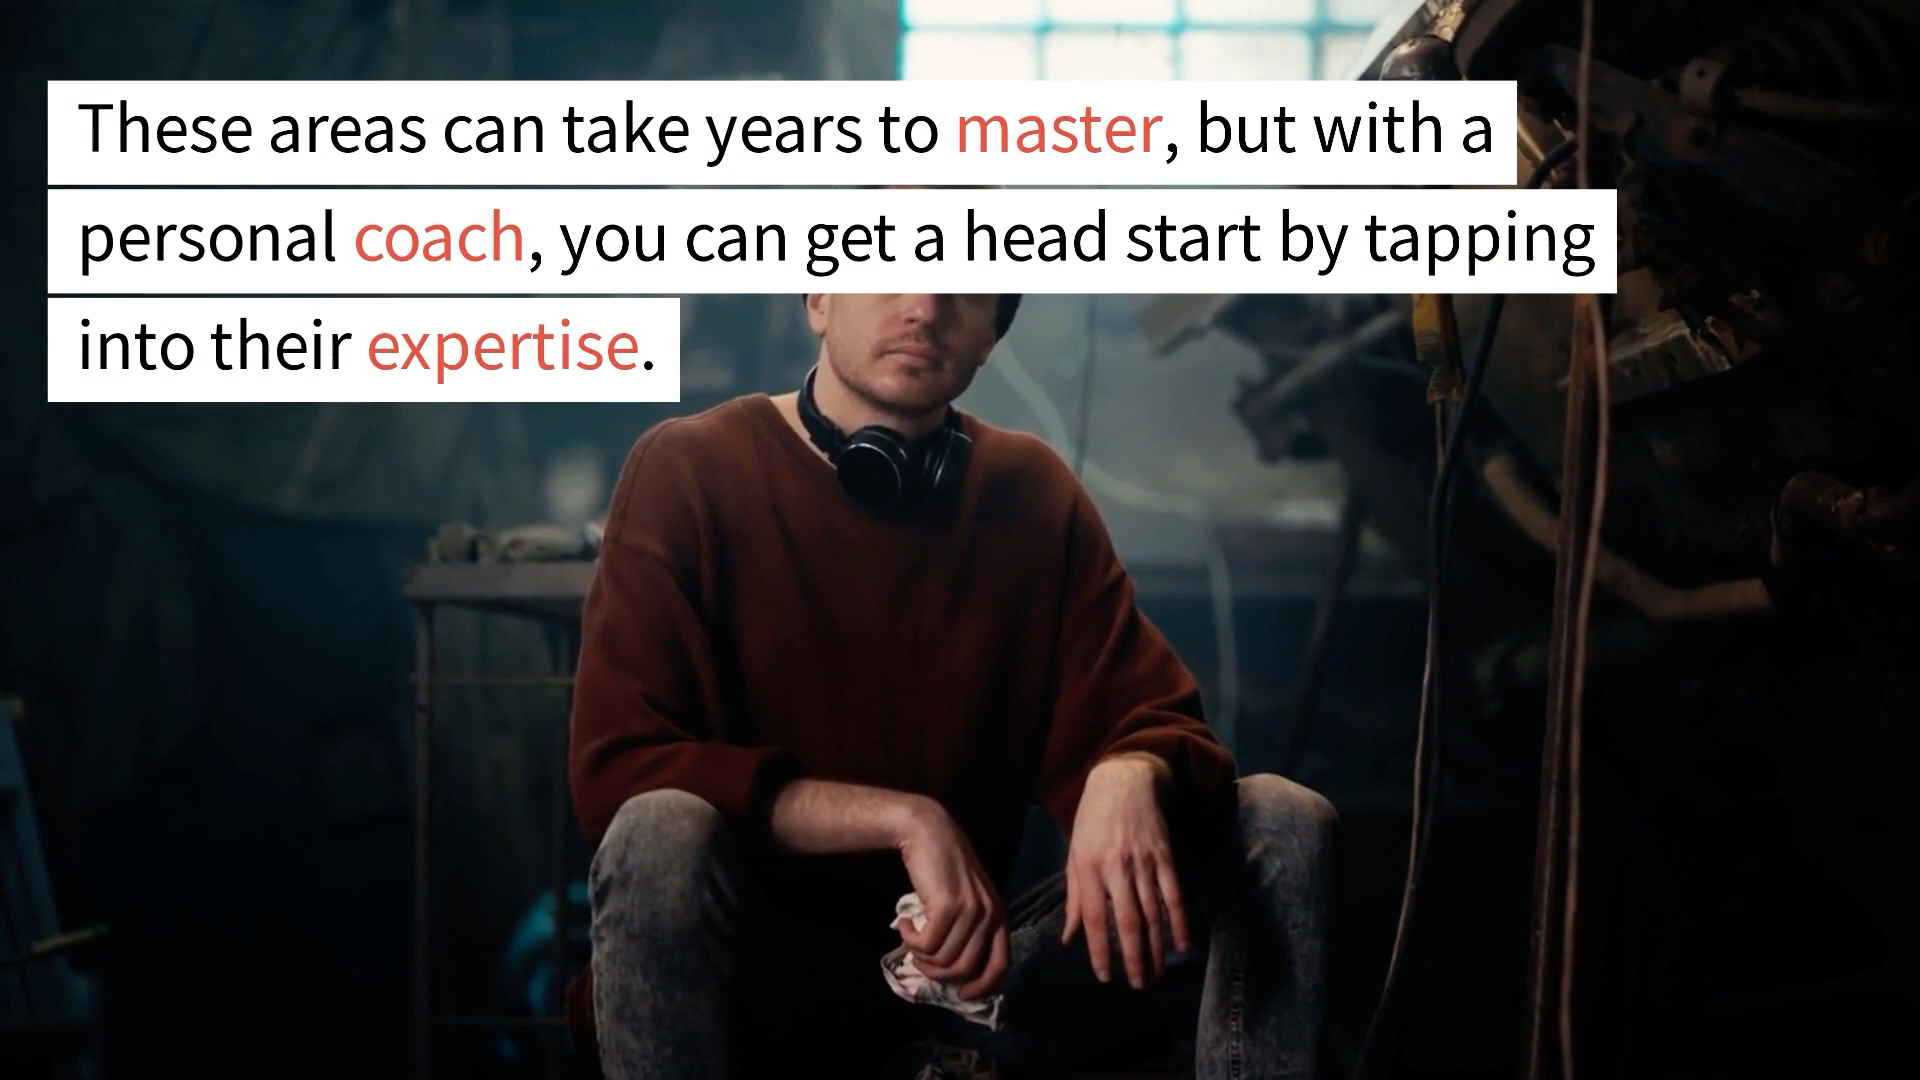 These areas can take years to master, but with a
personal coach, you can get a head start by tapping
into their expertise.